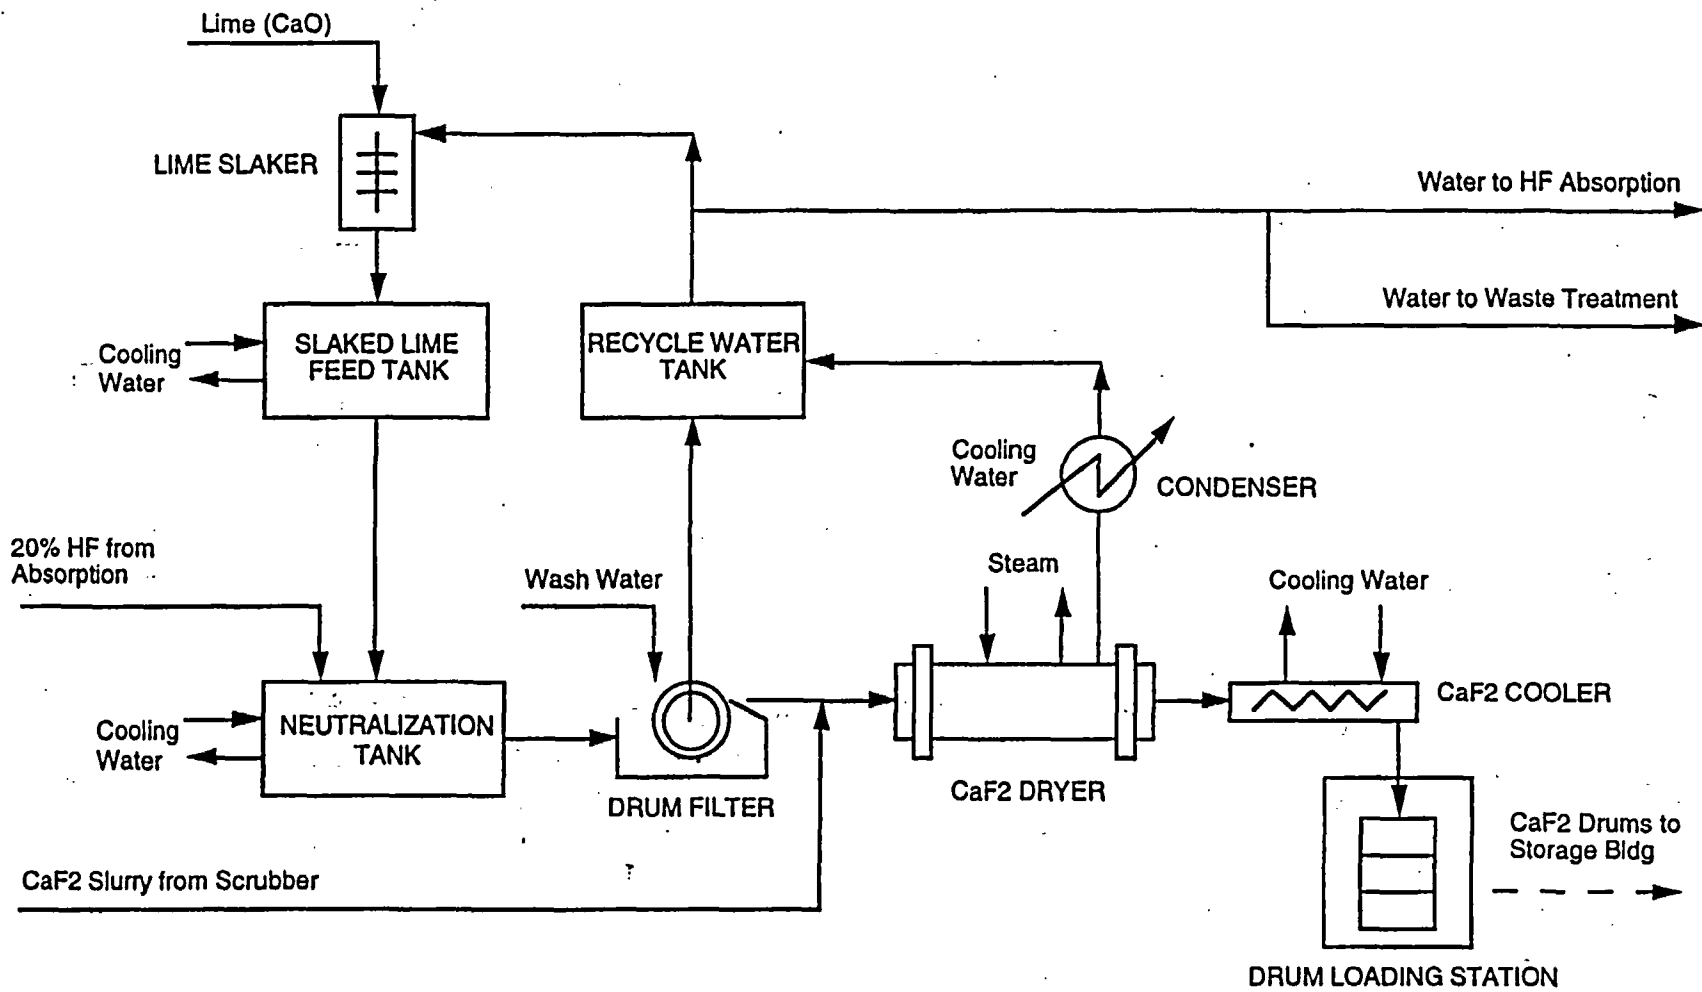 Lime (CaO)
LIME SLAKER
Water to HF Absorption
Water to Waste Treatment
SLAKED LIME
FEED TANK
RECYCLE WATER
TANK
Cooling
Water
Cooling
Water
CONDENSER
20% HF from
Absorption
Wash Water
Steam
Cooling Water
NEUTRALIZATION
TANK
Cooling
Water
CaF2 COOLER
DRUM FILTER
CaF2 DRYER
CaF2 Drums to
Storage Bldg
CaF2 Slurry from Scrubber
DRUM LOADING STATION